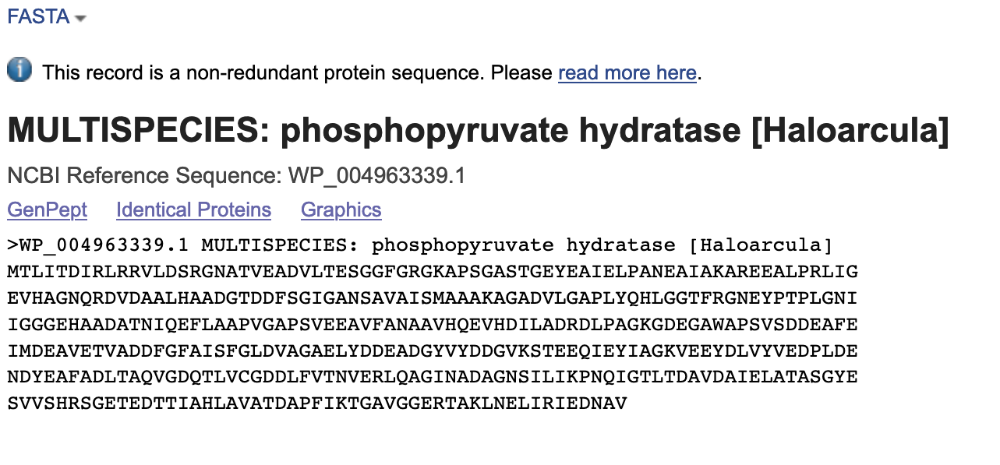 FASTA
This record is a non-redundant protein sequence. Please read more here.
MULTISPECIES: phosphopyruvate hydratase [Haloarcula]
NCBI Reference Sequence: WP_004963339.1
GenPept Identical Proteins Graphics
>WP_004963339.1 MULTISPECIES: phosphopyruvate hydratase [Haloarcula]
MTLITDIRLRRVLDSRGNATVEADVLTESGGFGRGKAPSGASTGEYEAIELPANEAIAKAREEALPRLIG
EVHAGNQRDVDAALHAADGTDDFSGIGANSAVAISMAAAKAGADVLGAPLYQHLGGTFRGNEYPTPLGNI
IGGGEHAADATNIQEFLAAPVGAPSVEEAVFANAAVHQEVHDILADRDLPAGKGDEGAWAPSVSDDEAFE
IMDEAVETVADDFGFAISFGLDVAGAELYDDEADGYVYDDGVKSTEEQIEYIAGKVEEYDLVYVEDPLDE
NDYEAFADLTAQVGDQTLVCGDDLFVTNVERLQAGINADAGNSILIKPNQIGTLTDAVDAIELATASGYE
SVVSHRSGETEDTTIAHLAVATDAPFIKTGAVGGERTAKLNELIRIEDNAV